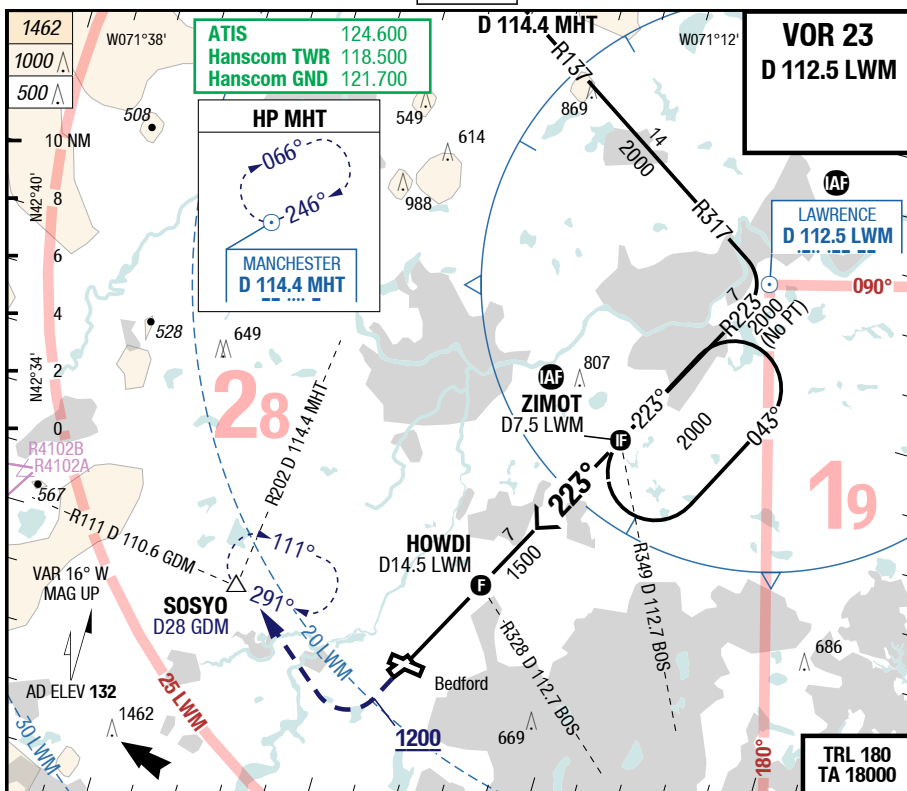 1462
1000
500
W071°38'
ATIS 124.600
Hanscom TWR 118.500
Hanscom GND 121.700
D 114.4 MHT
W071°12'
VOR 23
D 112.5 LWM
HP MHT
066°
246°
MANCHESTER
D 114.4 MHT
508
549
614
988
869
R137
14
2000
R317
IAF
LAWRENCE
D 112.5 LWM
090°
10 NM
8
6
4
2
0
N42°40'
N42°34'
528
649
28
R202 D 114.4 MHT
7
R223
2000
(No PT)
IAF
807
ZIMOT
D7.5 LWM
IF
223°
2000
043°
19
R4102B
R4102A
567
R111 D 110.6 GDM
VAR 16° W
MAG UP
111°
291°
SOSYO
D28 GDM
223°
7
1500
HOWDI
D14.5 LWM
F
R349 D 112.7 BOS
R328 D 112.7 BOS
20 LWM
25 LWM
30 LWM
AD ELEV 132
1462
Bedford
1200
669
686
180°
TRL 180
TA 18000